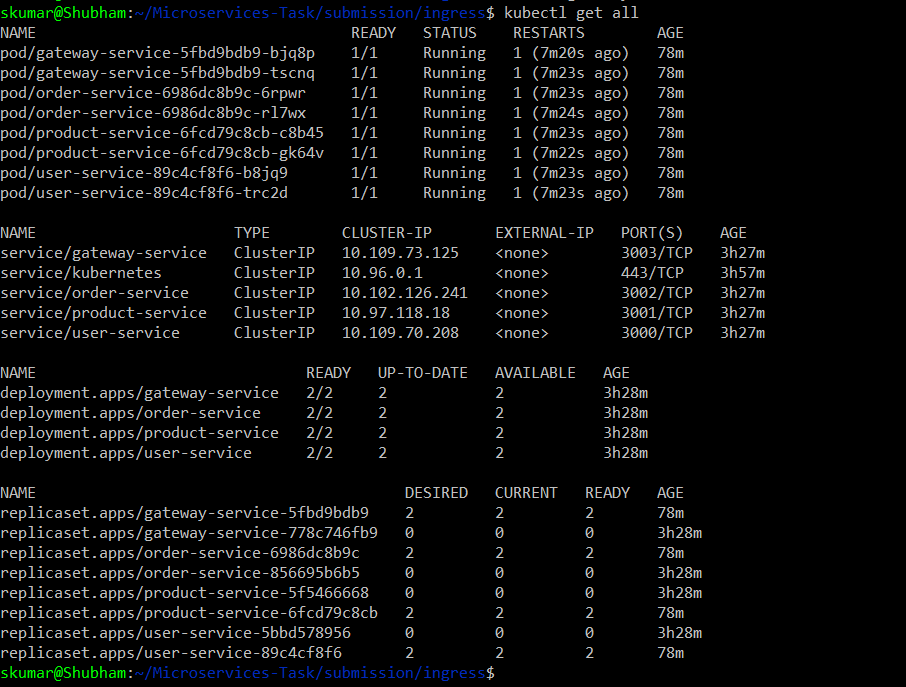 skumar@Shubham:~/Microservices-Task/submission/ingress$ kubectl get all
NAME READY STATUS RESTARTS AGE
pod/gateway-service-5fbd9bdb9-bjq8p 1/1 Running 1 (7m20s ago) 78m
pod/gateway-service-5fbd9bdb9-tscnq 1/1 Running 1 (7m23s ago) 78m
pod/order-service-6986dc8b9c-6rpwr 1/1 Running 1 (7m23s ago) 78m
pod/order-service-6986dc8b9c-rl7wx 1/1 Running 1 (7m24s ago) 78m
pod/product-service-6fcd79c8cb-c8b45 1/1 Running 1 (7m23s ago) 78m
pod/product-service-6fcd79c8cb-gk64v 1/1 Running 1 (7m22s ago) 78m
pod/user-service-89c4cf8f6-b8jq9 1/1 Running 1 (7m23s ago) 78m
pod/user-service-89c4cf8f6-trc2d 1/1 Running 1 (7m23s ago) 78m
NAME TYPE CLUSTER-IP EXTERNAL-IP PORT(S) AGE
service/gateway-service ClusterIP 10.109.73.125 <none> 3003/TCP 3h27m
service/kubernetes ClusterIP 10.96.0.1 <none> 443/TCP 3h57m
service/order-service ClusterIP 10.102.126.241 <none> 3002/TCP 3h27m
service/product-service ClusterIP 10.97.118.18 <none> 3001/TCP 3h27m
service/user-service ClusterIP 10.109.70.208 <none> 3000/TCP 3h27m
NAME READY UP-TO-DATE AVAILABLE AGE
deployment.apps/gateway-service 2/2 2 2 3h28m
deployment.apps/order-service 2/2 2 2 3h28m
deployment.apps/product-service 2/2 2 2 3h28m
deployment.apps/user-service 2/2 2 2 3h28m
NAME DESIRED CURRENT READY AGE
replicaset.apps/gateway-service-5fbd9bdb9 2 2 2 78m
replicaset.apps/gateway-service-778c746fb9 0 0 0 3h28m
replicaset.apps/order-service-6986dc8b9c 2 2 2 78m
replicaset.apps/order-service-856695b6b5 0 0 0 3h28m
replicaset.apps/product-service-5f5466668 0 0 0 3h28m
replicaset.apps/product-service-6fcd79c8cb 2 2 2 78m
replicaset.apps/user-service-5bbd578956 0 0 0 3h28m
replicaset.apps/user-service-89c4cf8f6 2 2 2 78m
skumar@Shubham:~/Microservices-Task/submission/ingress$